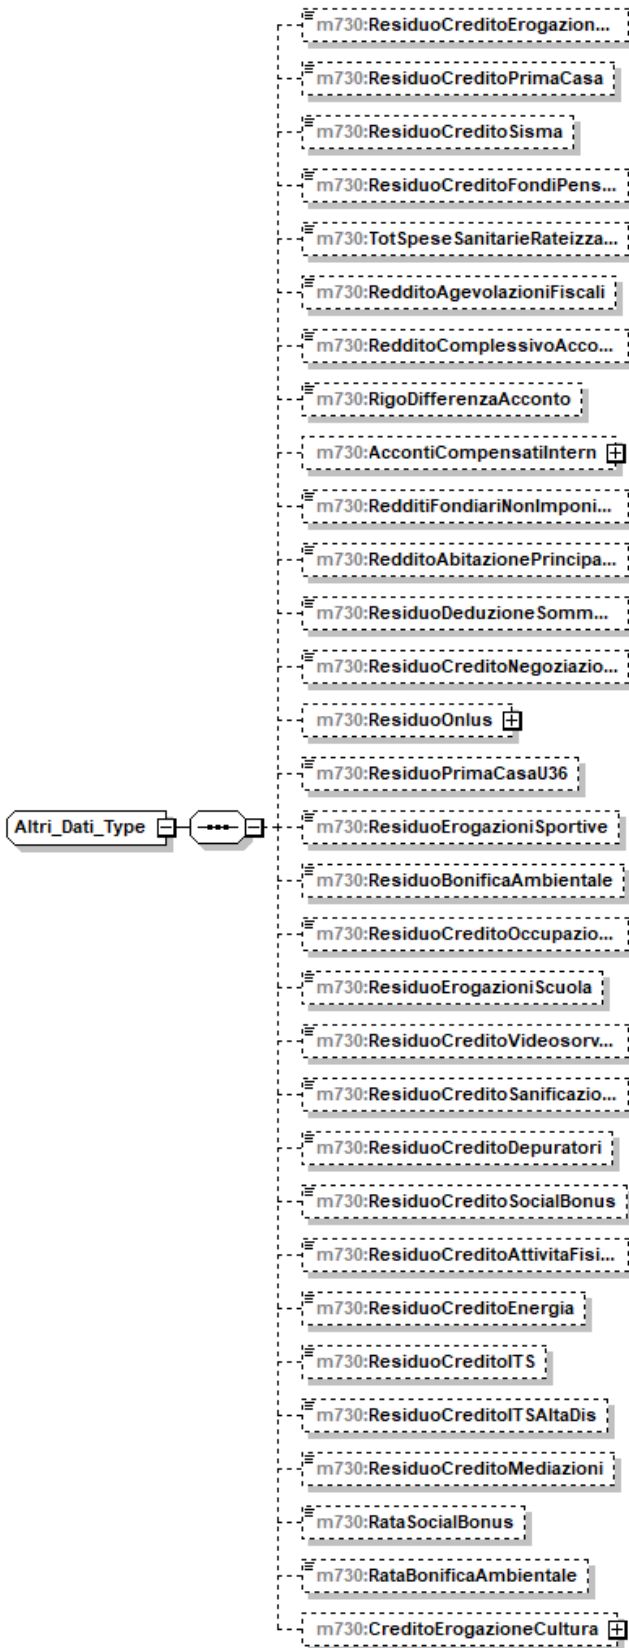 m730:ResiduoCreditoErogazion...
m730:ResiduoCreditoPrimaCasa
m730:ResiduoCreditoSisma
m730:ResiduoCreditoFondiPens...
m730:TotSpeseSanitarieRateizza...
m730:RedditoAgevolazioniFiscali
m730:RedditoComplessivoAcco...
m730:RigoDifferenzaAcconto
m730:AccontiCompensatiIntern
m730:RedditiFondiariNonImponi...
m730:RedditoAbitazionePrincipa...
m730:ResiduoDeduzioneSomm...
m730:ResiduoCreditoNegoziazio...
m730:ResiduoOnlus
m730:ResiduoPrimaCasaU36
Altri_Dati_Type
m730:ResiduoErogazioniSportive
m730:ResiduoBonificaAmbientale
m730:ResiduoCreditoOccupazio...
m730:ResiduoErogazioniScuola
m730:ResiduoCreditoVideosorv...
m730:ResiduoCreditoSanificazio...
m730:ResiduoCreditoDepuratori
m730:ResiduoCreditoSocialBonus
m730:ResiduoCreditoAttivitaFisi...
m730:ResiduoCreditoEnergia
m730:ResiduoCreditoITS
m730:ResiduoCreditoITSAltaDis
m730:ResiduoCreditoMediazioni
m730:RataSocialBonus
m730:RataBonificaAmbientale
m730:CreditoErogazioneCultura